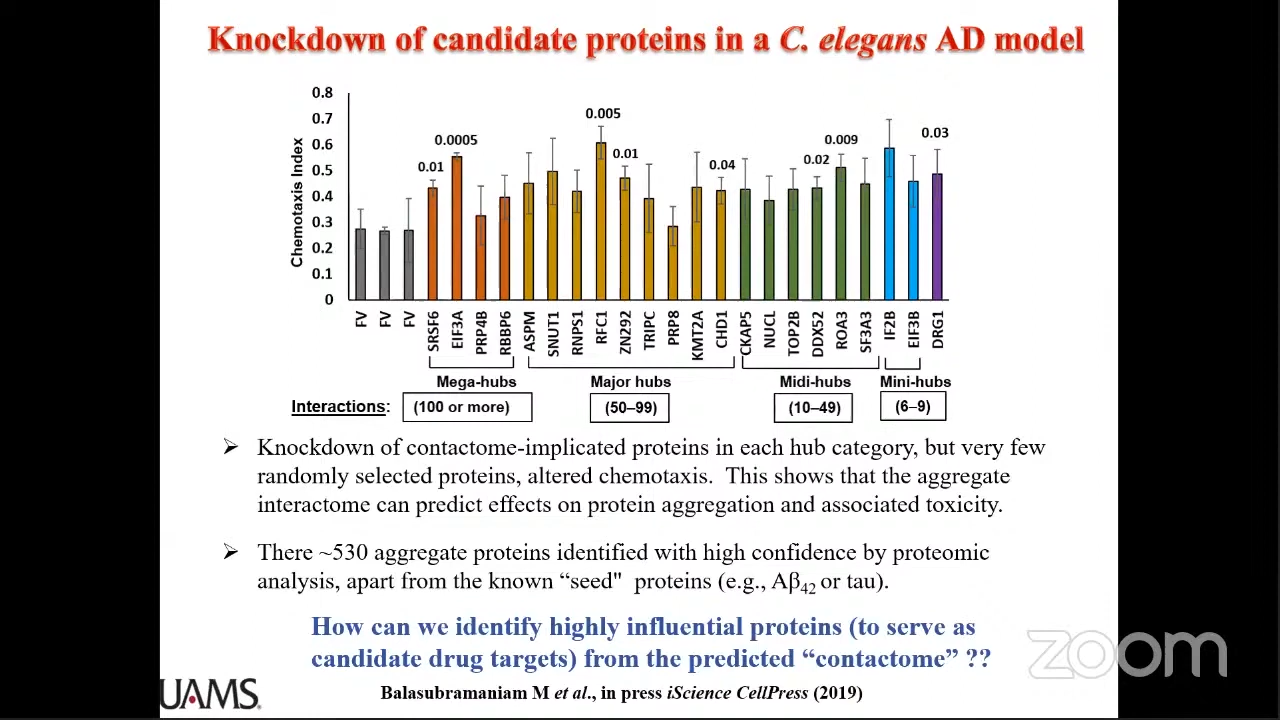 Knockdown of candidate proteins in a C. elegans AD model
Chemotaxis Index
0.8
0.7
0.6
0.5
0.4
0.3
0.2
0.1
0
0.01
0.0005
0.005
0.01
0.04
0.02
0.009
0.03
FV
FV
FV
SRSF6
EIF3A
PRP4B
RBBP6
ASPM
SNUT1
RNPS1
RFC1
ZN292
TRIPC
PRP8
KMT2A
CHD1
CKAP5
NUCL
TOP2B
DDX52
ROA3
SF3A3
IF2B
EIF3B
DRG1
Mega-hubs Major hubs Midi-hubs Mini-hubs
Interactions: (100 or more) (50–99) (10–49) (6–9)
➢ Knockdown of contactome-implicated proteins in each hub category, but very few
randomly selected proteins, altered chemotaxis. This shows that the aggregate
interactome can predict effects on protein aggregation and associated toxicity.
➢ There ~530 aggregate proteins identified with high confidence by proteomic
analysis, apart from the known “seed" proteins (e.g., Aβ42 or tau).
How can we identify highly influential proteins (to serve as
candidate drug targets) from the predicted “contactome” ??
zoom
UAMS.
Balasubramaniam M et al., in press iScience CellPress (2019)